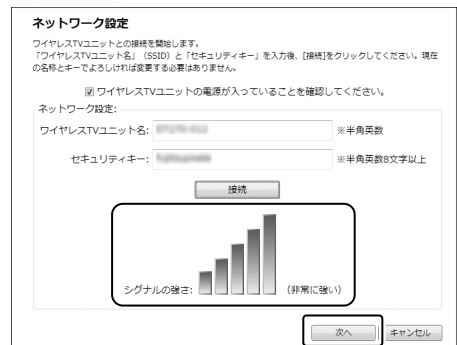 ネットワーク設定
ワイヤレスTVユニットとの接続を開始します。
「ワイヤレスTVユニット名」（SSID）と「セキュリティキー」を入力後、[接続]をクリックしてください。現在
の名称とキーでよろしければ変更する必要はありません。
ワイヤレスTVユニットの電源が入っていることを確認してください。
ネットワーク設定:
ワイヤレスTVユニット名: ※半角英数
セキュリティキー: ※半角英数8文字以上
接続
シグナルの強さ: （非常に強い）
次へ キャンセル